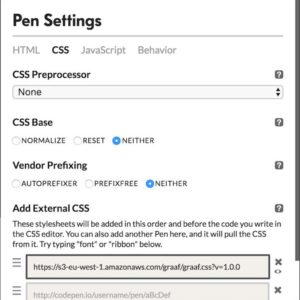 Pen Settings
HTML CSS JavaScript Behavior
CSS Preprocessor ?
None
CSS Base ?
NORMALIZE RESET NEITHER
Vendor Prefixing ?
AUTOPREFIXER PREFIXFREE NEITHER
Add External CSS ?
These stylesheets will be added in this order and before the code you write in
the CSS editor. You can also add another Pen here, and it will pull the CSS
from it. Try typing "font" or "ribbon" below.
https://s3-eu-west-1.amazonaws.com/graaf/graaf.css?v=1.0.0
http://codepen.io/username/pen/aBcDef